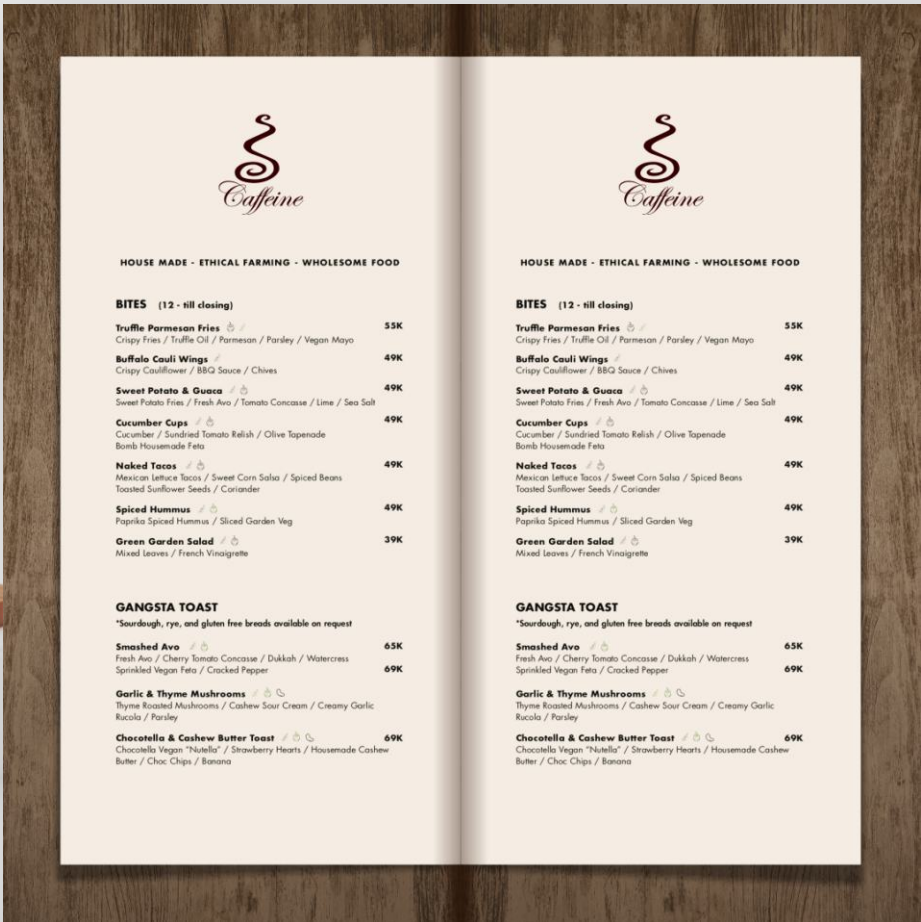 Caffeine
HOUSE MADE - ETHICAL FARMING - WHOLESOME FOOD
BITES (12 - till closing)
Truffle Parmesan Fries 55K
Crispy Fries / Truffle Oil / Parmesan / Parsley / Vegan Mayo
Buffalo Cauli Wings 49K
Crispy Cauliflower / BBQ Sauce / Chives
Sweet Potato & Guaca 49K
Sweet Potato Fries / Fresh Avo / Tomato Concasse / Lime / Sea Salt
Cucumber Cups 49K
Cucumber / Sundried Tomato Relish / Olive Tapenade
Bomb Housemade Feta
Naked Tacos 49K
Mexican Lettuce Tacos / Sweet Corn Salsa / Spiced Beans
Toasted Sunflower Seeds / Coriander
Spiced Hummus 49K
Paprika Spiced Hummus / Sliced Garden Veg
Green Garden Salad 39K
Mixed Leaves / French Vinaigrette
GANGSTA TOAST
*Sourdough, rye, and gluten free breads available on request
Smashed Avo 65K
Fresh Avo / Cherry Tomato Concasse / Dukkah / Watercress
Sprinkled Vegan Feta / Cracked Pepper 69K
Garlic & Thyme Mushrooms
Thyme Roasted Mushrooms / Cashew Sour Cream / Creamy Garlic
Rucola / Parsley
Chocotella & Cashew Butter Toast 69K
Chocotella Vegan "Nutella" / Strawberry Hearts / Housemade Cashew
Butter / Choc Chips / Banana
Caffeine
HOUSE MADE - ETHICAL FARMING - WHOLESOME FOOD
BITES (12 - till closing)
Truffle Parmesan Fries 55K
Crispy Fries / Truffle Oil / Parmesan / Parsley / Vegan Mayo
Buffalo Cauli Wings 49K
Crispy Cauliflower / BBQ Sauce / Chives
Sweet Potato & Guaca 49K
Sweet Potato Fries / Fresh Avo / Tomato Concasse / Lime / Sea Salt
Cucumber Cups 49K
Cucumber / Sundried Tomato Relish / Olive Tapenade
Bomb Housemade Feta
Naked Tacos 49K
Mexican Lettuce Tacos / Sweet Corn Salsa / Spiced Beans
Toasted Sunflower Seeds / Coriander
Spiced Hummus 49K
Paprika Spiced Hummus / Sliced Garden Veg
Green Garden Salad 39K
Mixed Leaves / French Vinaigrette
GANGSTA TOAST
*Sourdough, rye, and gluten free breads available on request
Smashed Avo 65K
Fresh Avo / Cherry Tomato Concasse / Dukkah / Watercress
Sprinkled Vegan Feta / Cracked Pepper 69K
Garlic & Thyme Mushrooms
Thyme Roasted Mushrooms / Cashew Sour Cream / Creamy Garlic
Rucola / Parsley
Chocotella & Cashew Butter Toast 69K
Chocotella Vegan "Nutella" / Strawberry Hearts / Housemade Cashew
Butter / Choc Chips / Banana